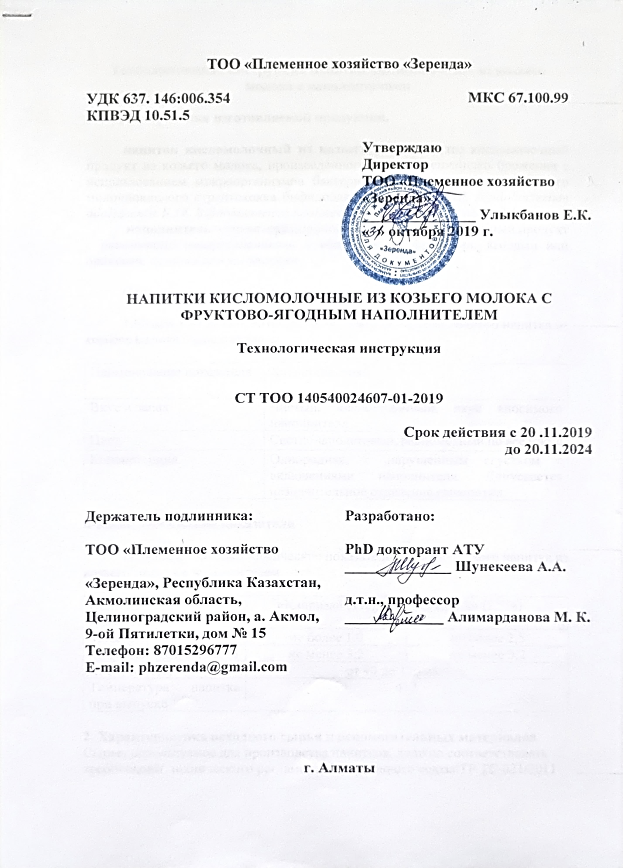 ТОО «Племенное хозяйство «Зеренда»
УДК 637. 146:006.354 МКС 67.100.99
КПВЭД 10.51.5
Утверждаю
Директор
ТОО «Племенное хозяйство
«Зеренда»
Улыкбанов Е.К.
«31» октября 2019 г.
«Зеренда»
НАПИТКИ КИСЛОМОЛОЧНЫЕ ИЗ КОЗЬЕГО МОЛОКА С
ФРУКТОВО-ЯГОДНЫМ НАПОЛНИТЕЛЕМ
Технологическая инструкция
СТ ТОО 140540024607-01-2019
Срок действия с 20 .11.2019
до 20.11.2024
Держатель подлинника: Разработано:
ТОО «Племенное хозяйство PhD докторант АТУ
Шунекеева А.А.
«Зеренда», Республика Казахстан,
Акмолинская область, д.т.н., профессор
Целиноградский район, а. Акмол, Алимарданова М. К.
9-ой Пятилетки, дом № 15
Телефон: 87015296777
E-mail: phzerenda@gmail.com
г. Алматы